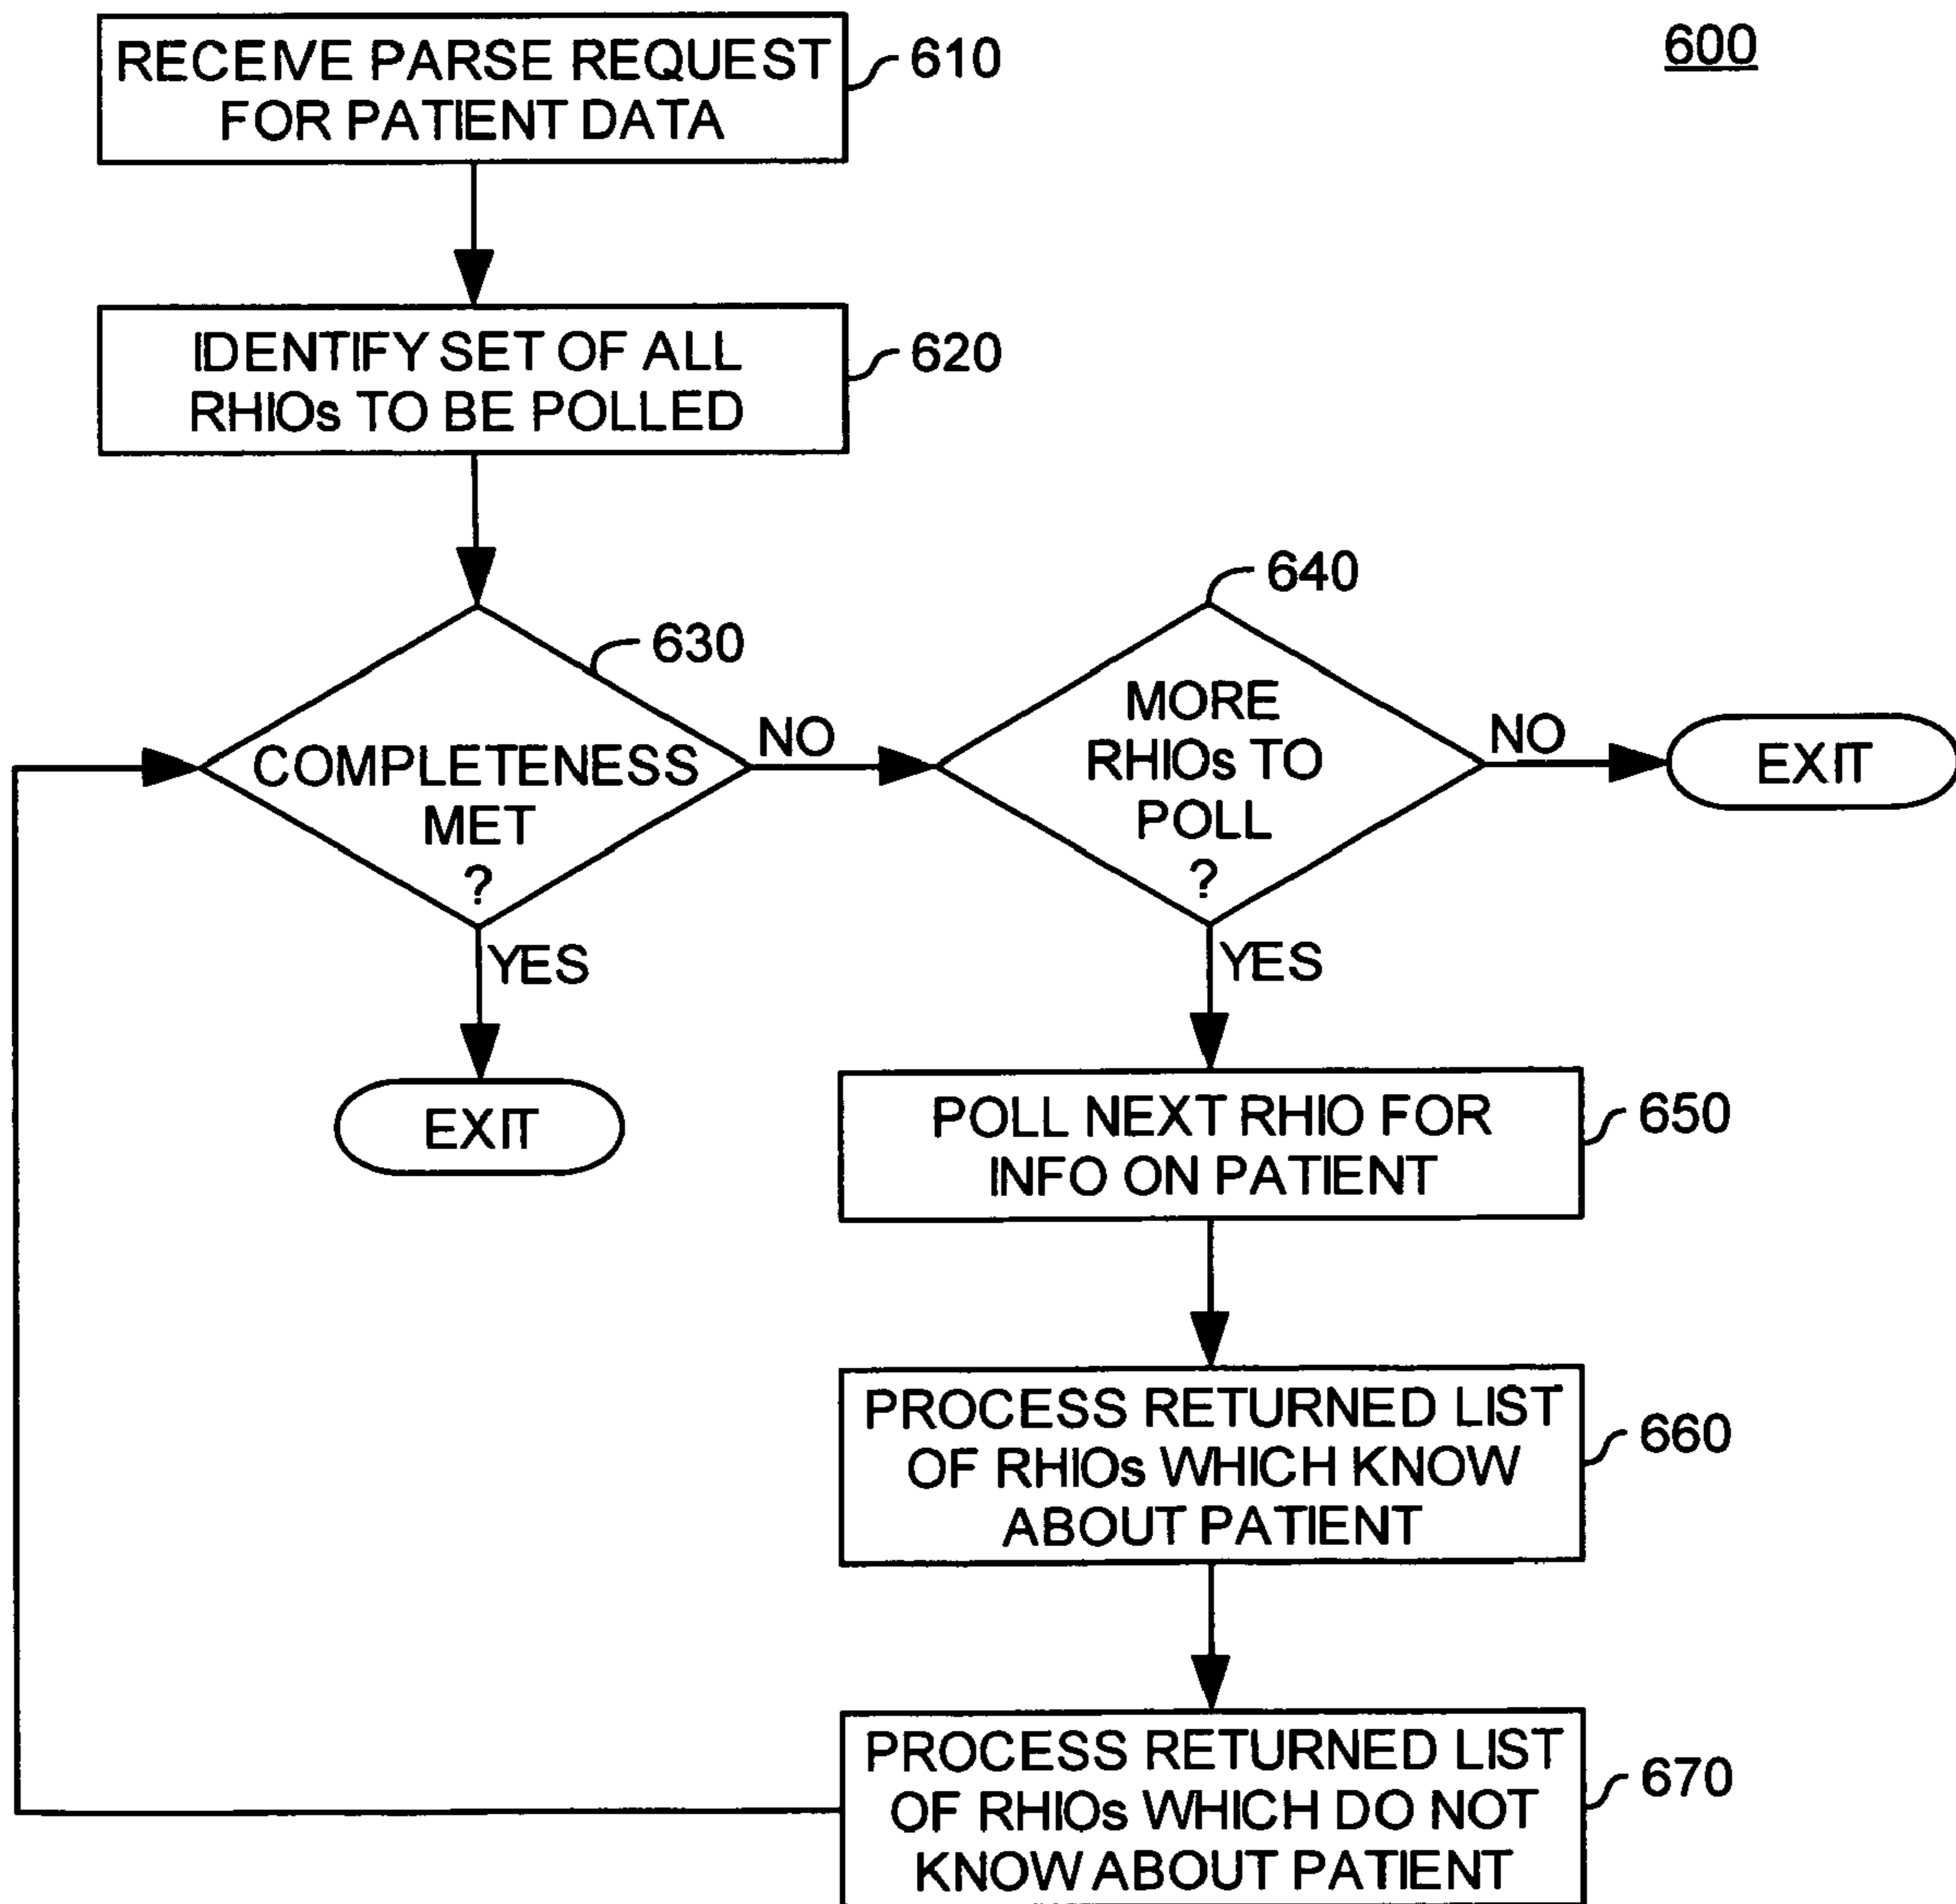 600
RECEIVE PARSE REQUEST
FOR PATIENT DATA
610
IDENTIFY SET OF ALL
RHIOs TO BE POLLED
620
630
COMPLETENESS
MET
?
NO
YES
EXIT
640
MORE
RHIOs TO
POLL
?
NO
EXIT
YES
POLL NEXT RHIO FOR
INFO ON PATIENT
650
PROCESS RETURNED LIST
OF RHIOs WHICH KNOW
ABOUT PATIENT
660
PROCESS RETURNED LIST
OF RHIOs WHICH DO NOT
KNOW ABOUT PATIENT
670